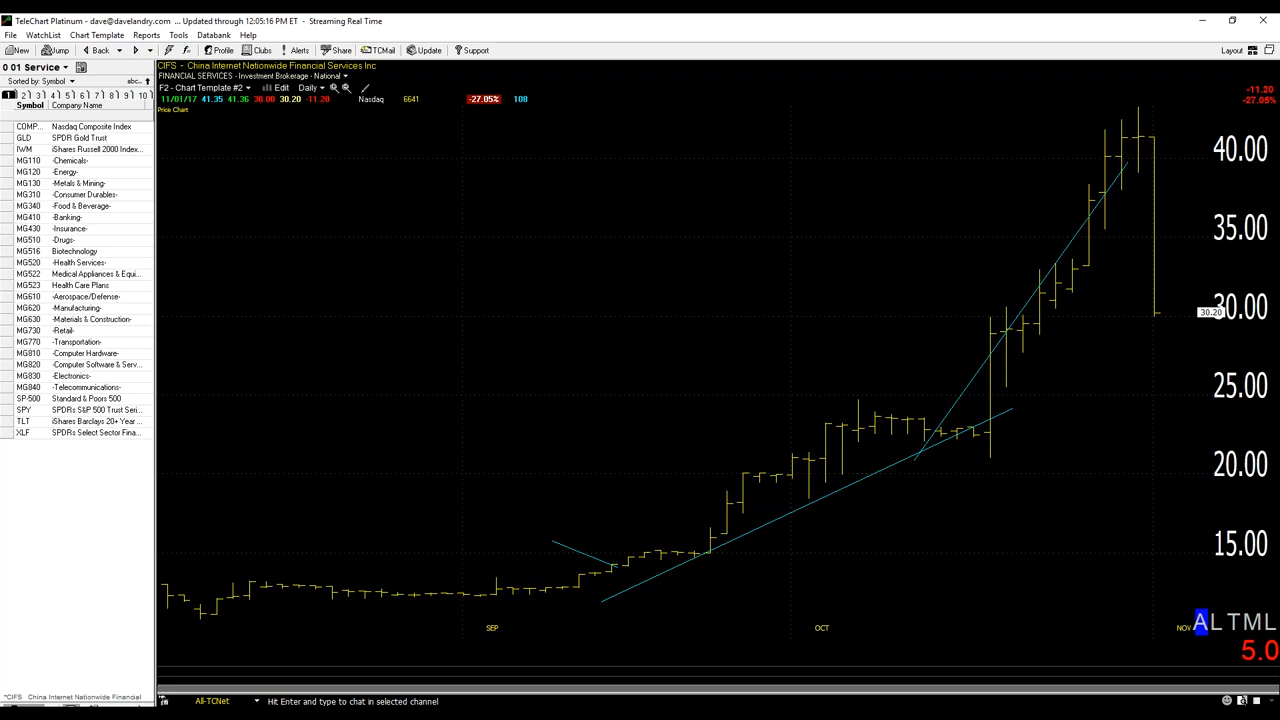 TeleChart Platinum - dave@davelandry.com ... Updated through 12:05:16 PM ET - Streaming Real Time
File WatchList Chart Template Reports Tools Databank Help
New Jump Back Profile Clubs Alerts Share TCMail Update Support Layout
0 01 Service
Sorted by: Symbol abc..
1 2 3 4 5 6 7 8 9 10
Symbol Company Name
COMP... Nasdaq Composite Index
GLD SPDR Gold Trust
IWM iShares Russell 2000 Index...
MG110 -Chemicals-
MG120 -Energy-
MG130 -Metals & Mining-
MG310 -Consumer Durables-
MG340 -Food & Beverage-
MG410 -Banking-
MG430 -Insurance-
MG510 -Drugs-
MG516 Biotechnology
MG520 -Health Services-
MG522 Medical Appliances & Equi...
MG523 Health Care Plans
MG610 -Aerospace/Defense-
MG620 -Manufacturing-
MG630 -Materials & Construction-
MG730 -Retail-
MG770 -Transportation-
MG810 -Computer Hardware-
MG820 -Computer Software & Serv...
MG830 -Electronics-
MG840 -Telecommunications-
SP-500 Standard & Poors 500
SPY SPDRs S&P 500 Trust Seri...
TLT iShares Barclays 20+ Year ...
XLF SPDRs Select Sector Fina...
*CIFS China Internet Nationwide Financial
CIFS - China Internet Nationwide Financial Services Inc
FINANCIAL SERVICES - Investment Brokerage - National
F2 - Chart Template #2 Edit Daily
11/01/17 41.35 41.36 30.00 30.20 -11.20 Nasdaq 6641 -27.05% 108
Price Chart
-11.20
-27.05%
40.00
35.00
30.20
30.00
25.00
20.00
15.00
SEP OCT NOV
ALTML
5.0
All-TCNet Hit Enter and type to chat in selected channel